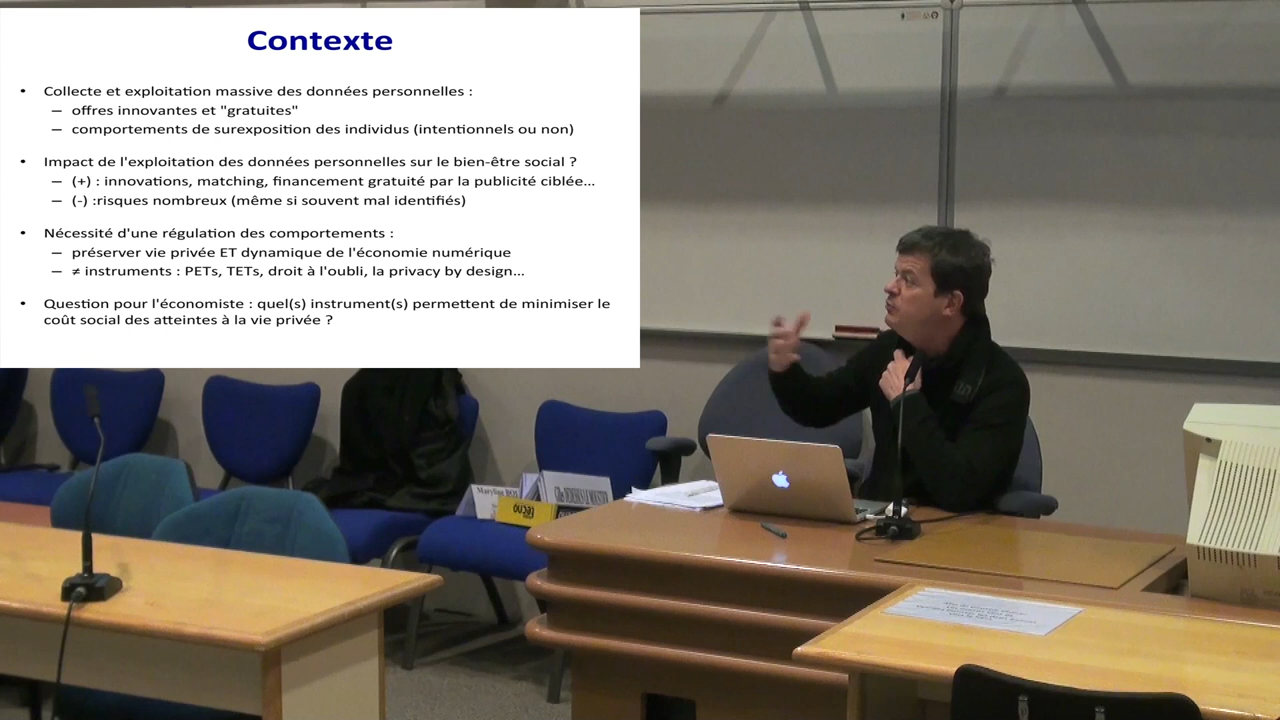 Contexte
• Collecte et exploitation massive des données personnelles :
– offres innovantes et "gratuites"
– comportements de surexposition des individus (intentionnels ou non)
• Impact de l'exploitation des données personnelles sur le bien-être social ?
– (+) : innovations, matching, financement gratuité par la publicité ciblée...
– (-) :risques nombreux (même si souvent mal identifiés)
• Nécessité d'une régulation des comportements :
– préserver vie privée ET dynamique de l'économie numérique
– ≠ instruments : PETs, TETs, droit à l'oubli, la privacy by design...
• Question pour l'économiste : quel(s) instrument(s) permettent de minimiser le
coût social des atteintes à la vie privée ?
Maryline